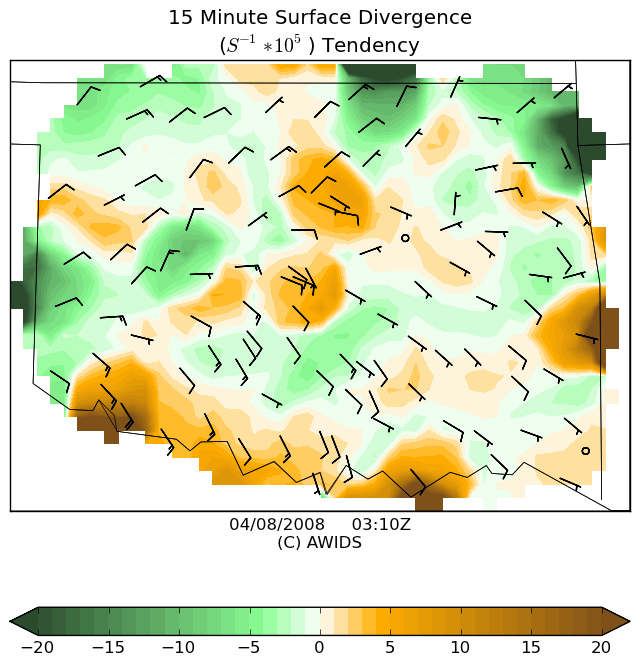 15 Minute Surface Divergence
(S⁻¹ *10⁵ ) Tendency
04/08/2008 03:10Z
(C) AWIDS
−20 −15 −10 −5 0 5 10 15 20